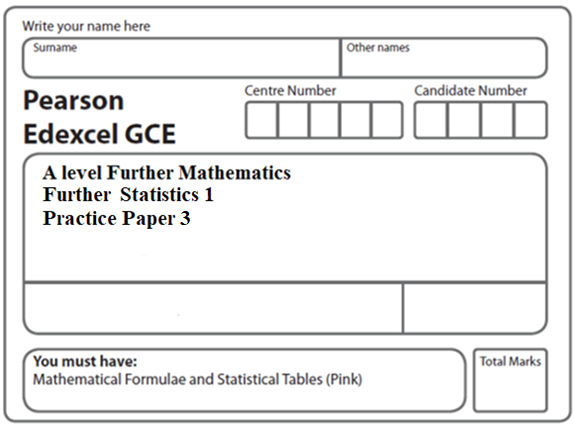 Write your name here
Surname
Other names
Pearson
Edexcel GCE
Centre Number
Candidate Number
A level Further Mathematics
Further Statistics 1
Practice Paper 3
You must have:
Mathematical Formulae and Statistical Tables (Pink)
Total Marks